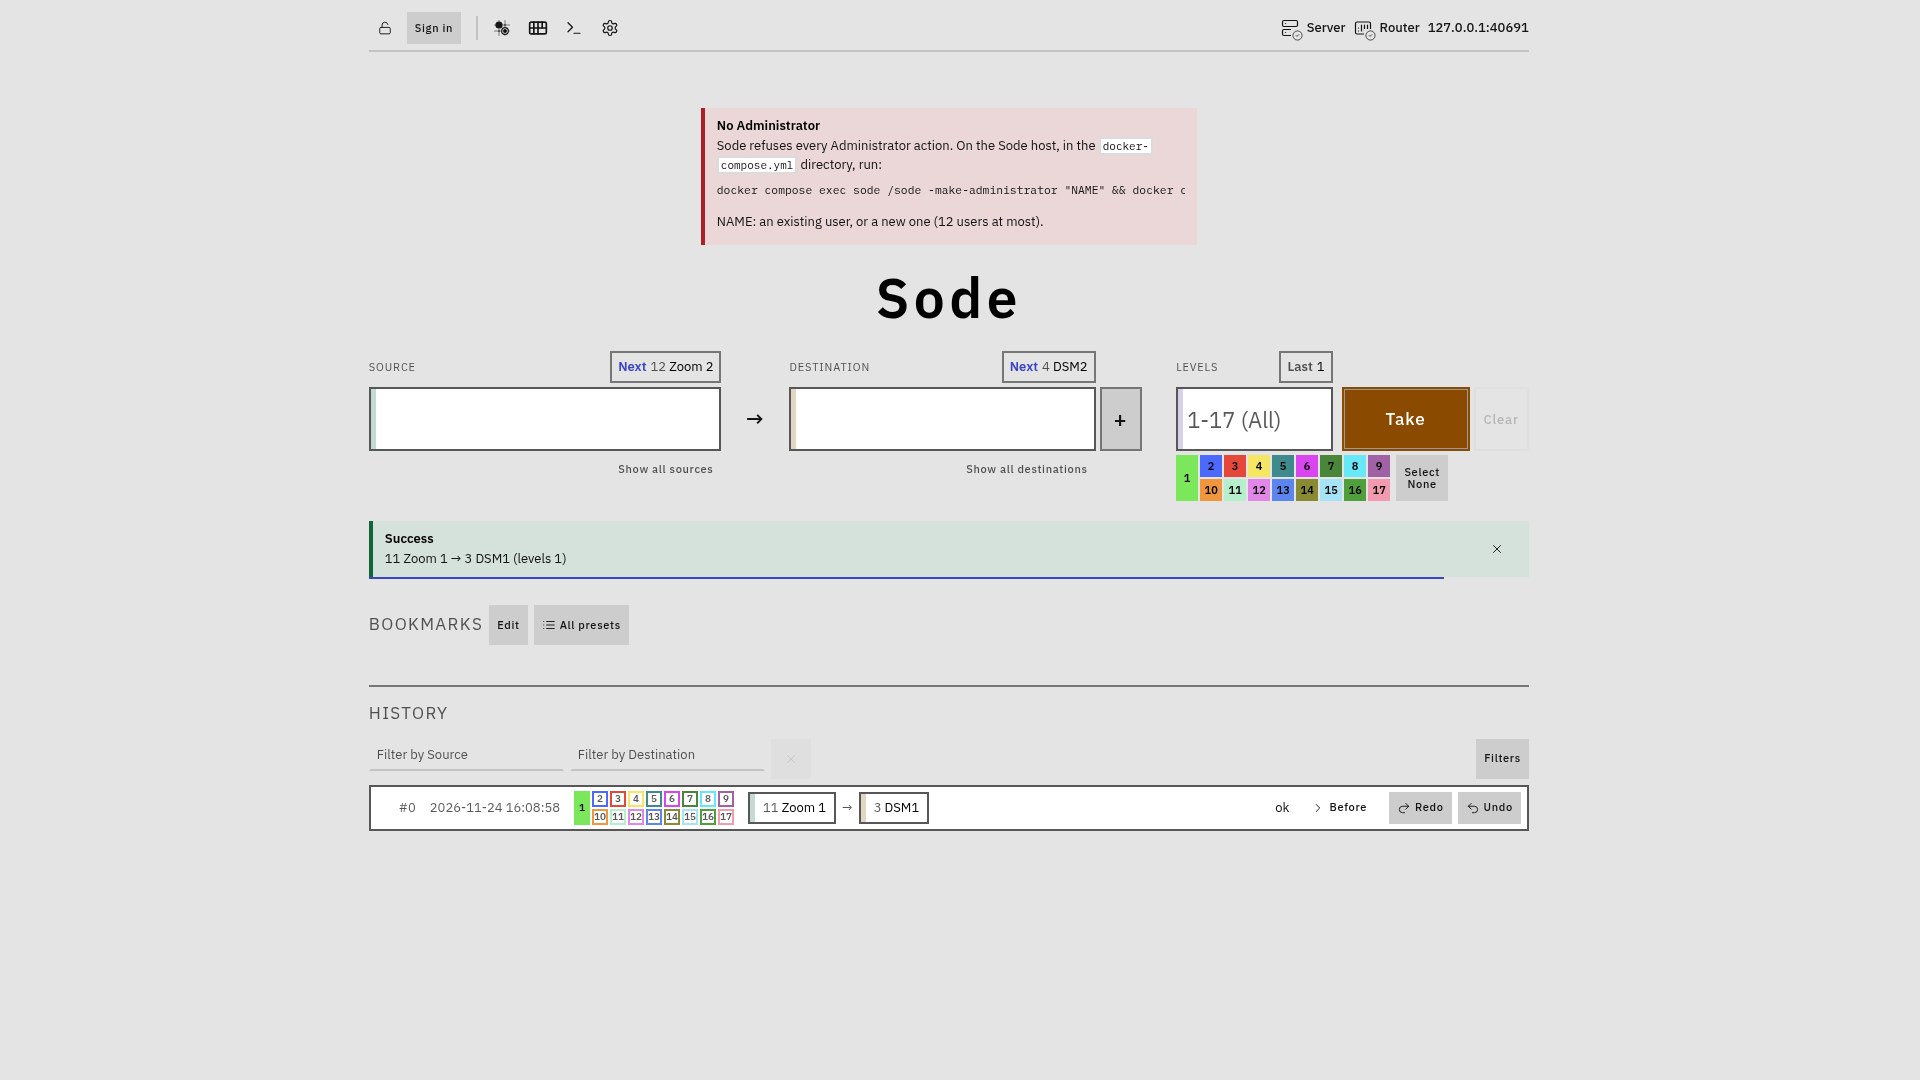 Sign in
Server Router 127.0.0.1:40691
No Administrator
Sode refuses every Administrator action. On the Sode host, in the docker-
compose.yml directory, run:
docker compose exec sode /sode -make-administrator "NAME" && docker c
NAME: an existing user, or a new one (12 users at most).
Sode
SOURCE Next 12 Zoom 2 DESTINATION Next 4 DSM2 LEVELS Last 1
→ + 1-17 (All) Take Clear
Show all sources Show all destinations
1 2 3 4 5 6 7 8 9
10 11 12 13 14 15 16 17
Select
None
Success
11 Zoom 1 → 3 DSM1 (levels 1)
BOOKMARKS Edit All presets
HISTORY
Filter by Source Filter by Destination Filters
#0 2026-11-24 16:08:58 1 2 3 4 5 6 7 8 9
10 11 12 13 14 15 16 17
11 Zoom 1 → 3 DSM1 ok Before Redo Undo